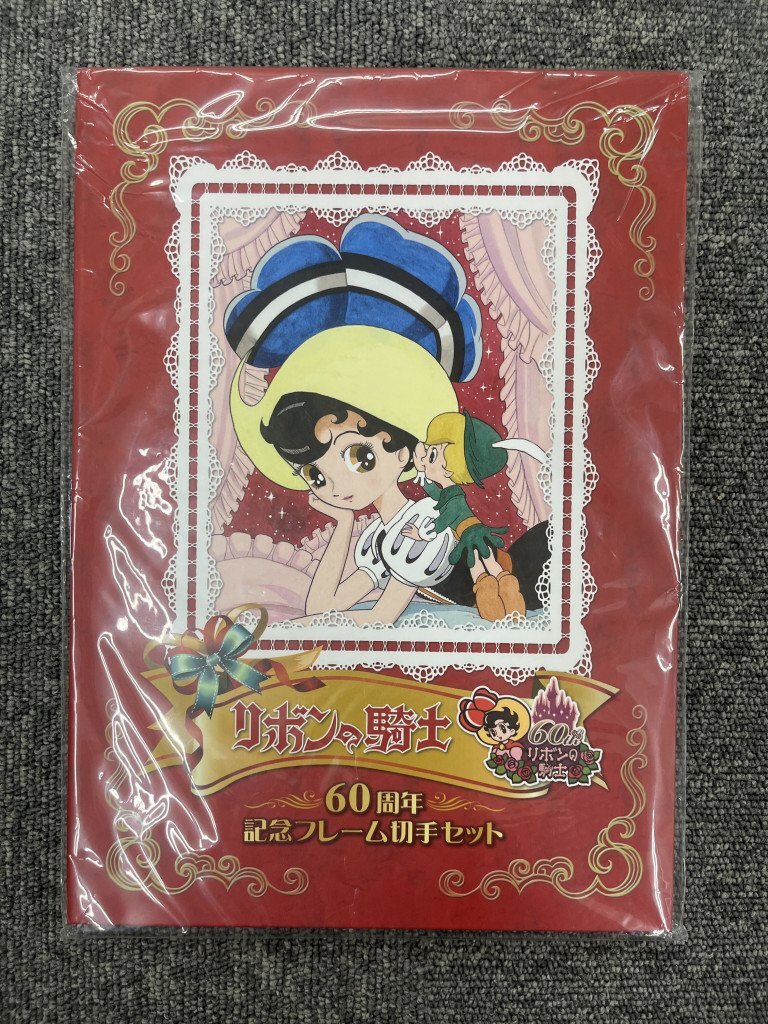 リボンの騎士
60th
リボンの
騎士
60周年
記念フレーム切手セット